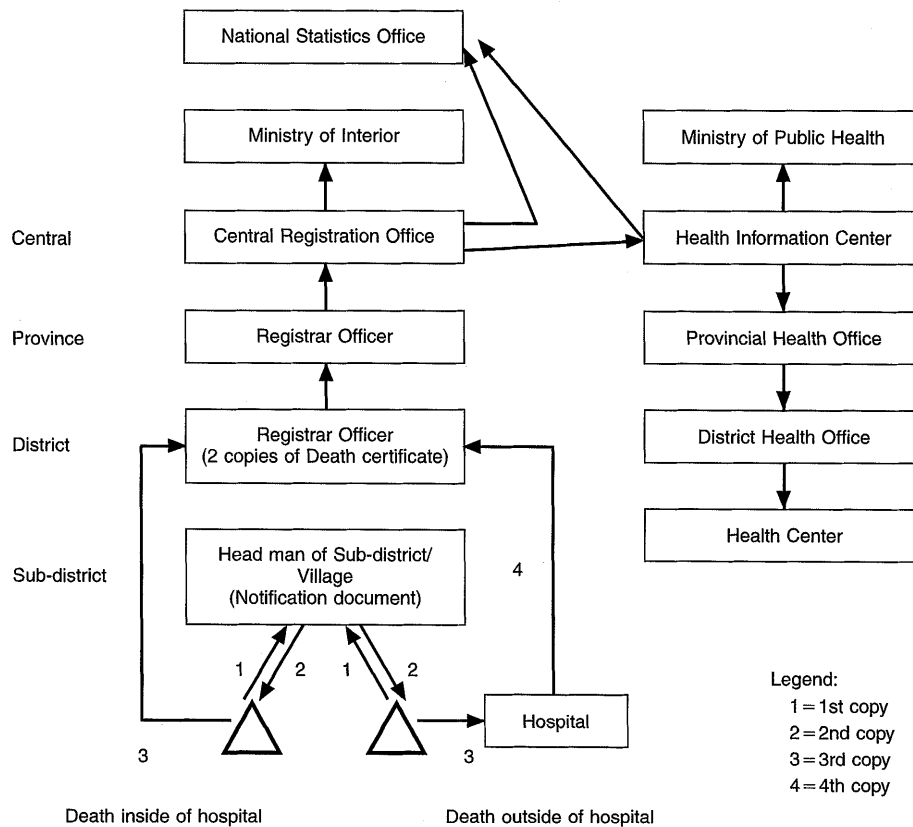 National Statistics Office
Ministry of Interior
Ministry of Public Health
Central
Central Registration Office
Health Information Center
Province
Registrar Officer
Provincial Health Office
District
Registrar Officer
(2 copies of Death certificate)
District Health Office
Health Center
Sub-district
Head man of Sub-district/
Village
(Notification document)
4
1
2
1
2
Hospital
3
3
Legend:
1=1st copy
2=2nd copy
3=3rd copy
4=4th copy
Death inside of hospital
Death outside of hospital